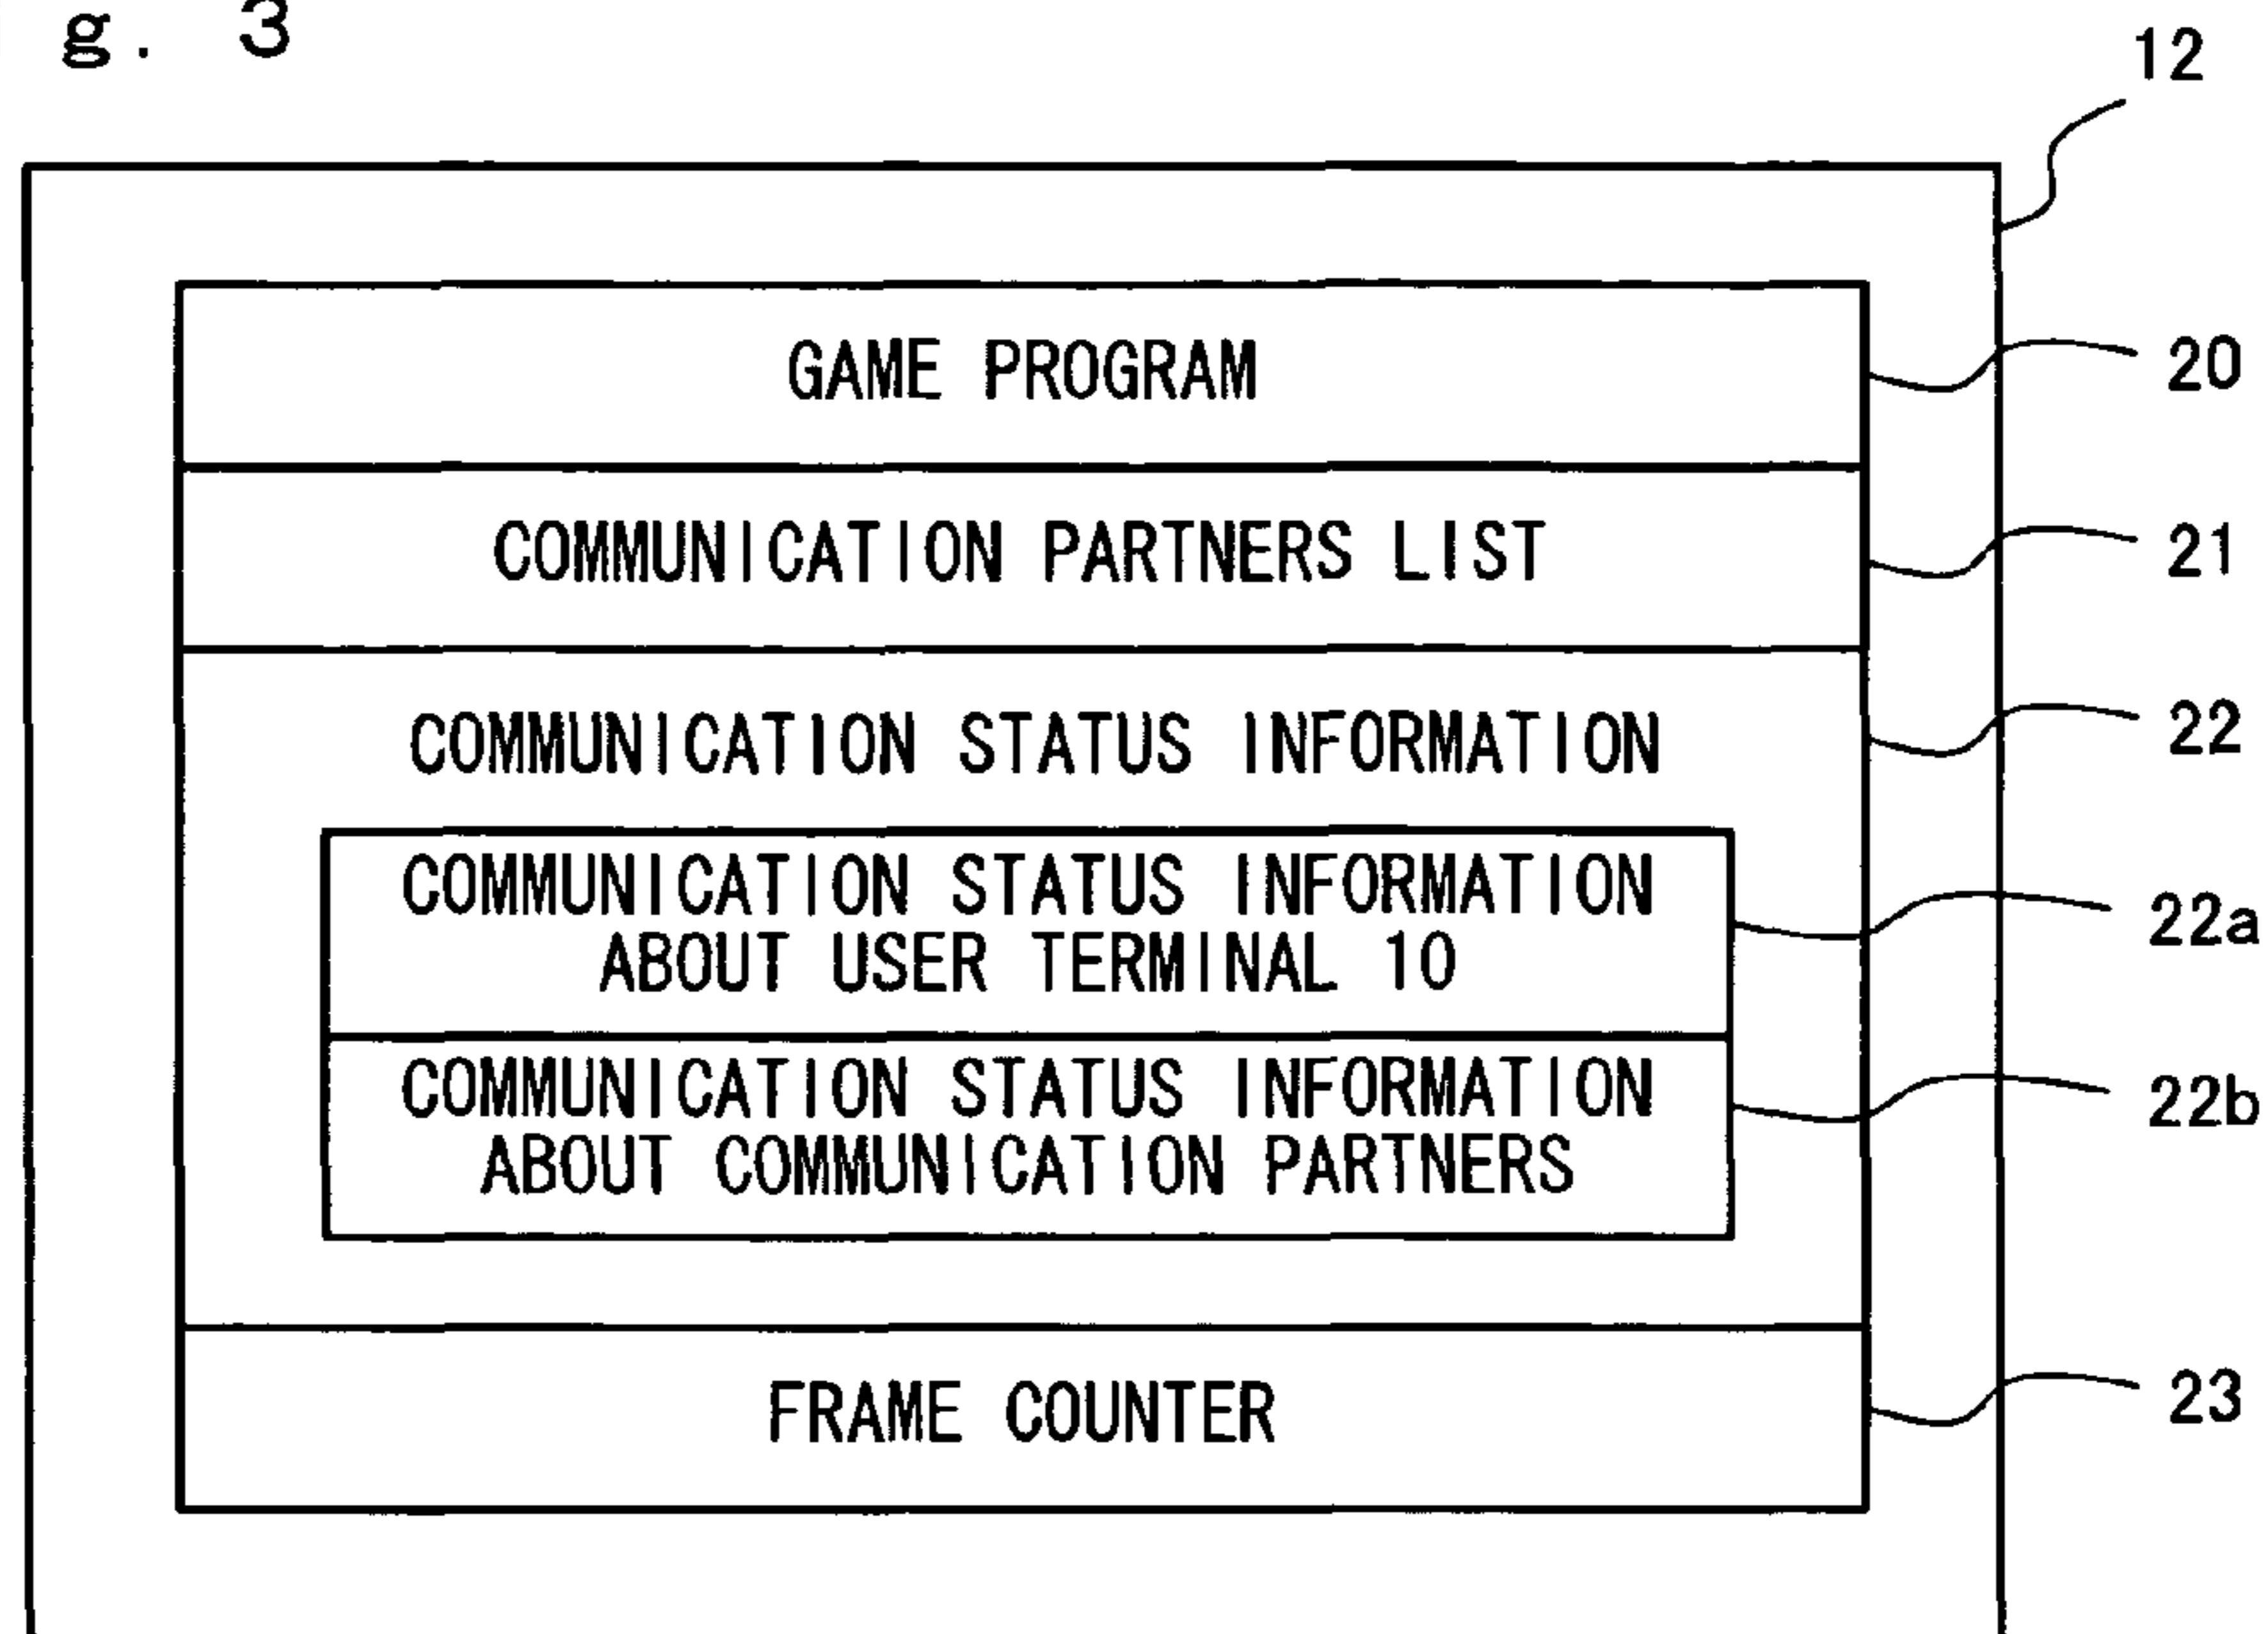 g. 3
12
GAME PROGRAM
20
COMMUNICATION PARTNERS LIST
21
COMMUNICATION STATUS INFORMATION
22
COMMUNICATION STATUS INFORMATION
ABOUT USER TERMINAL 10
22a
COMMUNICATION STATUS INFORMATION
ABOUT COMMUNICATION PARTNERS
22b
FRAME COUNTER
23